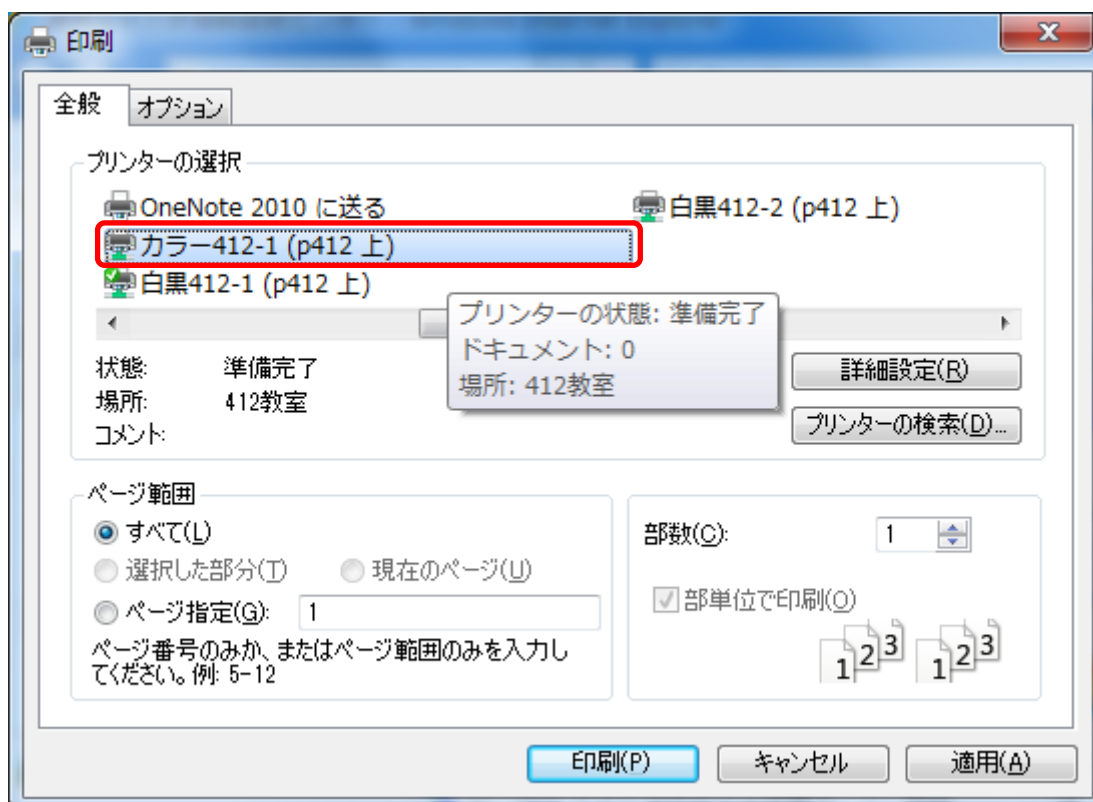 印刷
全般
オプション
プリンターの選択
OneNote 2010 に送る
白黒412-2 (p412 上)
カラー412-1 (p412 上)
白黒412-1 (p412 上)
プリンターの状態: 準備完了
ドキュメント: 0
場所: 412教室
状態: 準備完了
場所: 412教室
コメント:
詳細設定(R)
プリンターの検索(D)...
ページ範囲
すべて(L)
選択した部分(T)
現在のページ(U)
ページ指定(G): 1
ページ番号のみか、またはページ範囲のみを入力し
てください。例: 5-12
部数(C): 1
部単位で印刷(O)
1 2 3 1 2 3
印刷(P)
キャンセル
適用(A)